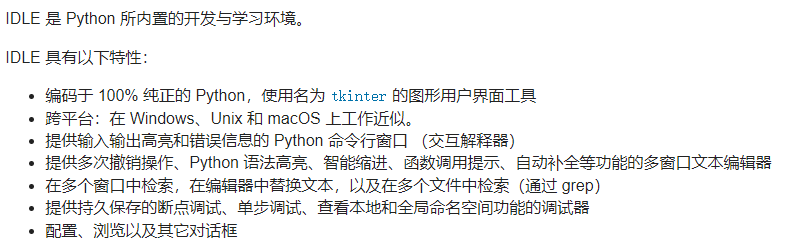 IDLE 是 Python 所内置的开发与学习环境。
IDLE 具有以下特性：
• 编码于 100% 纯正的 Python，使用名为 tkinter 的图形用户界面工具
• 跨平台：在 Windows、Unix 和 macOS 上工作近似。
• 提供输入输出高亮和错误信息的 Python 命令行窗口 （交互解释器）
• 提供多次撤销操作、Python 语法高亮、智能缩进、函数调用提示、自动补全等功能的多窗口文本编辑器
• 在多个窗口中检索，在编辑器中替换文本，以及在多个文件中检索（通过 grep）
• 提供持久保存的断点调试、单步调试、查看本地和全局命名空间功能的调试器
• 配置、浏览以及其它对话框